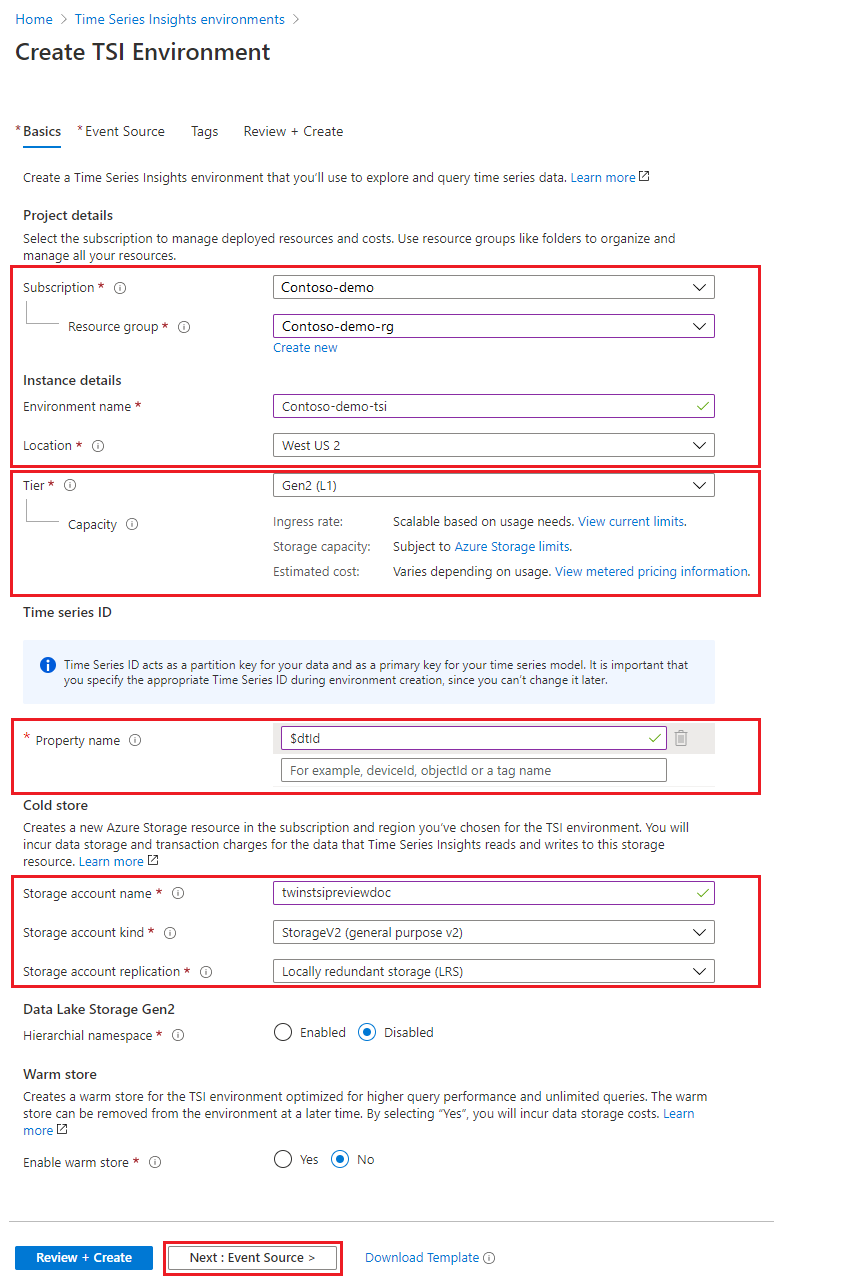 Home > Time Series Insights environments >
Create TSI Environment
* Basics * Event Source Tags Review + Create
Create a Time Series Insights environment that you'll use to explore and query time series data. Learn more
Project details
Select the subscription to manage deployed resources and costs. Use resource groups like folders to organize and
manage all your resources.
Subscription * Contoso-demo
Resource group * Contoso-demo-rg
Create new
Instance details
Environment name * Contoso-demo-tsi
Location * West US 2
Tier * Gen2 (L1)
Capacity Ingress rate: Scalable based on usage needs. View current limits.
Storage capacity: Subject to Azure Storage limits.
Estimated cost: Varies depending on usage. View metered pricing information.
Time series ID
Time Series ID acts as a partition key for your data and as a primary key for your time series model. It is important that
you specify the appropriate Time Series ID during environment creation, since you can't change it later.
* Property name $dtId
For example, deviceId, objectId or a tag name
Cold store
Creates a new Azure Storage resource in the subscription and region you've chosen for the TSI environment. You will
incur data storage and transaction charges for the data that Time Series Insights reads and writes to this storage
resource. Learn more
Storage account name * twinstsipreviewdoc
Storage account kind * StorageV2 (general purpose v2)
Storage account replication * Locally redundant storage (LRS)
Data Lake Storage Gen2
Hierarchial namespace * Enabled Disabled
Warm store
Creates a warm store for the TSI environment optimized for higher query performance and unlimited queries. The warm
store can be removed from the environment at a later time. By selecting "Yes", you will incur data storage costs. Learn
more
Enable warm store * Yes No
Review + Create Next : Event Source > Download Template